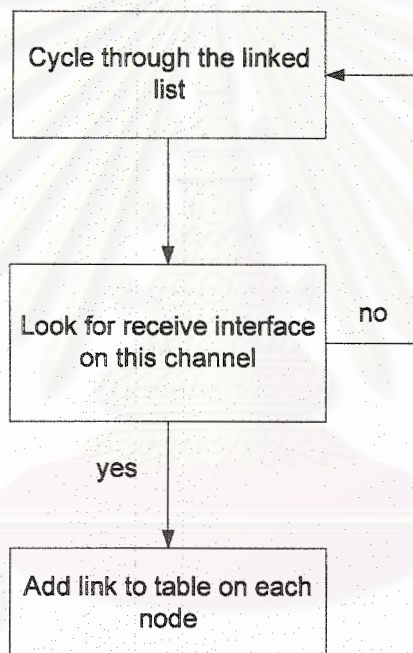 Cycle through the linked
list
Look for receive interface
on this channel
no
yes
Add link to table on each
node